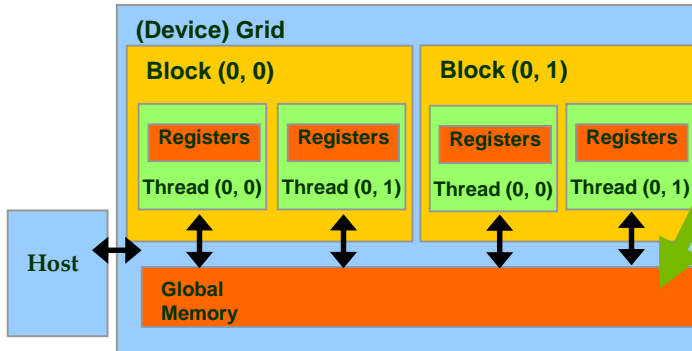 (Device) Grid
Block (0, 0)
Block (0, 1)
Registers
Registers
Registers
Registers
Thread (0, 0)
Thread (0, 1)
Thread (0, 0)
Thread (0, 1)
Host
Global
Memory